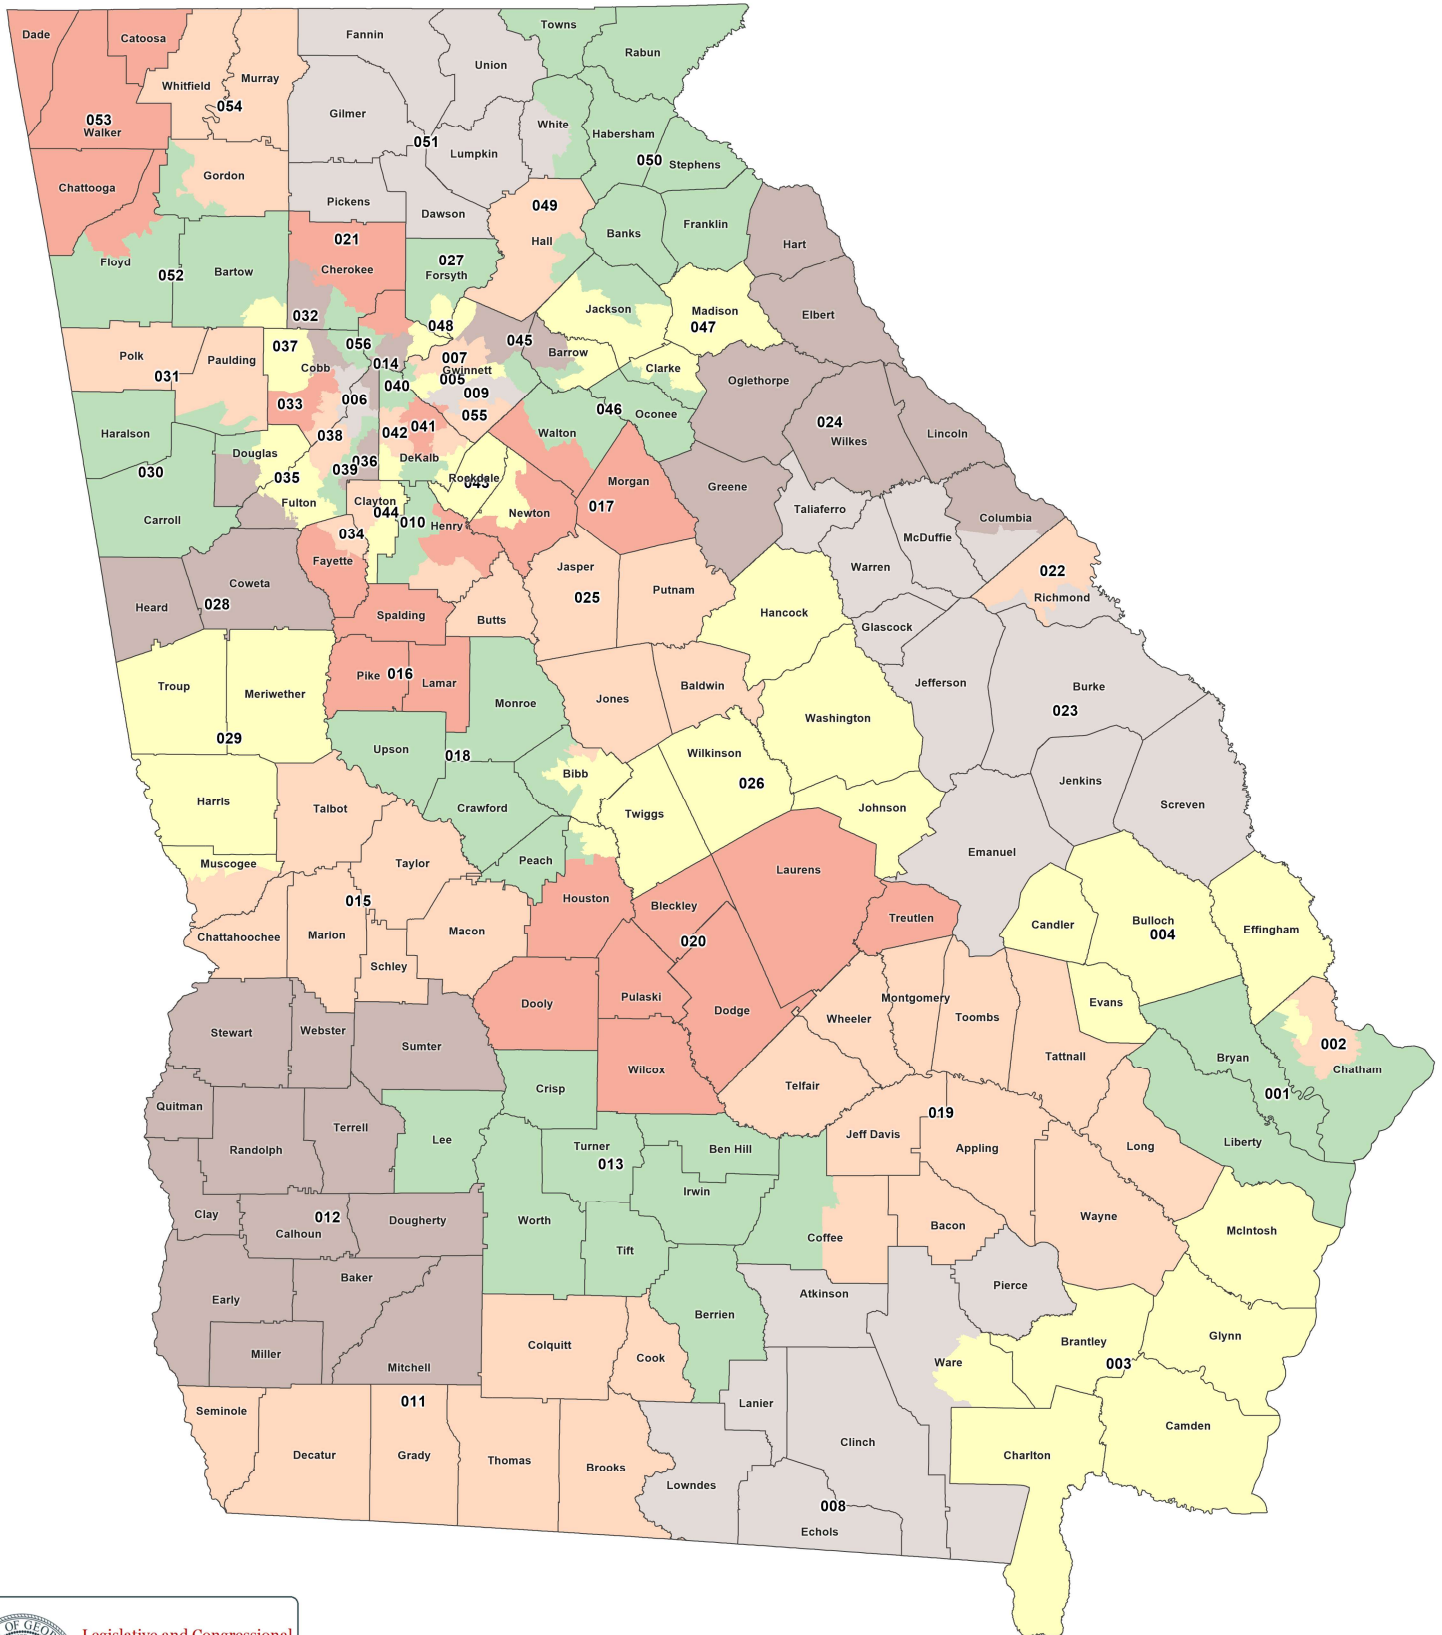 Dade
Catoosa
Fannin
Towns
Rabun
Union
Whitfield
Murray
054
053
Walker
Gilmer
051
White
Habersham
050
Stephens
Lumpkin
Chattooga
Gordon
Pickens
Dawson
049
Hall
Banks
Franklin
Hart
021
Cherokee
027
Forsyth
Floyd
052
Bartow
032
048
Jackson
Madison
047
Elbert
037
056
045
Barrow
Polk
031
Paulding
Cobb
014
007
Gwinnett
005
009
040
Clarke
Oglethorpe
033
006
055
046
Oconee
Haralson
038
042
041
Walton
024
Wilkes
Lincoln
030
Douglas
035
039
036
DeKalb
Rockdale
043
Morgan
017
Greene
Carroll
Fulton
Clayton
044
010
Henry
Newton
Taliaferro
Columbia
034
Fayette
McDuffie
Warren
022
Richmond
Heard
028
Coweta
Jasper
025
Putnam
Hancock
Glascock
Spalding
Butts
Troup
Meriwether
Pike
016
Lamar
Monroe
Jones
Baldwin
Jefferson
Burke
023
029
Upson
018
Washington
Bibb
Wilkinson
026
Harris
Talbot
Crawford
Twiggs
Johnson
Jenkins
Screven
Muscogee
Taylor
Peach
Laurens
Emanuel
015
Houston
Bleckley
Treutlen
Candler
Bulloch
004
Effingham
Chattahoochee
Marion
Macon
020
Schley
Dooly
Pulaski
Dodge
Wheeler
Montgomery
Toombs
Evans
Stewart
Webster
Sumter
Tattnall
002
Chatham
Wilcox
Bryan
001
Quitman
Crisp
Telfair
019
Randolph
Terrell
Lee
Turner
013
Ben Hill
Jeff Davis
Appling
Long
Liberty
Irwin
Clay
Calhoun
012
Dougherty
Worth
Tift
Coffee
Bacon
Wayne
McIntosh
Early
Baker
Berrien
Atkinson
Pierce
Miller
Mitchell
Colquitt
Cook
Ware
Brantley
003
Glynn
Seminole
011
Lanier
Clinch
Camden
Decatur
Grady
Thomas
Brooks
Lowndes
Charlton
008
Echols
OF GEO
Legislative and Congressional